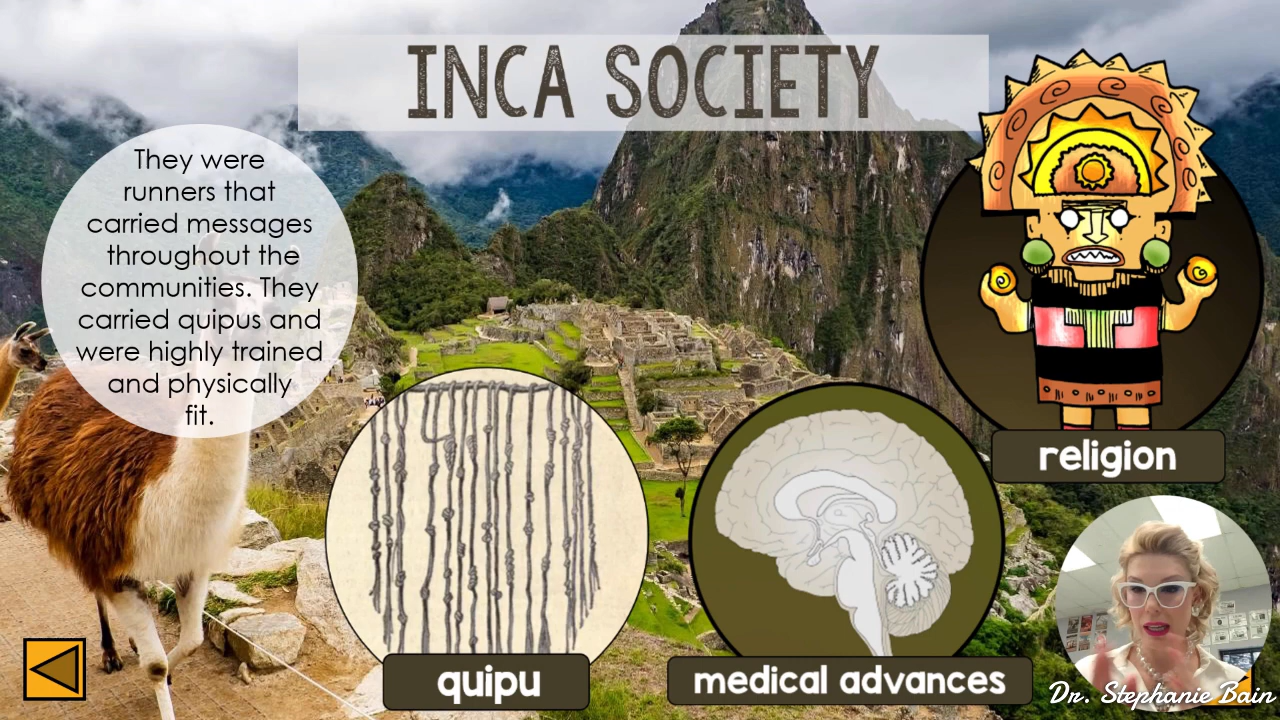 INCA SOCIETY
They were
runners that
carried messages
throughout the
communities. They
carried quipus and
were highly trained
and physically
fit.
religion
quipu
medical advances
Dr. Stephanie Bain